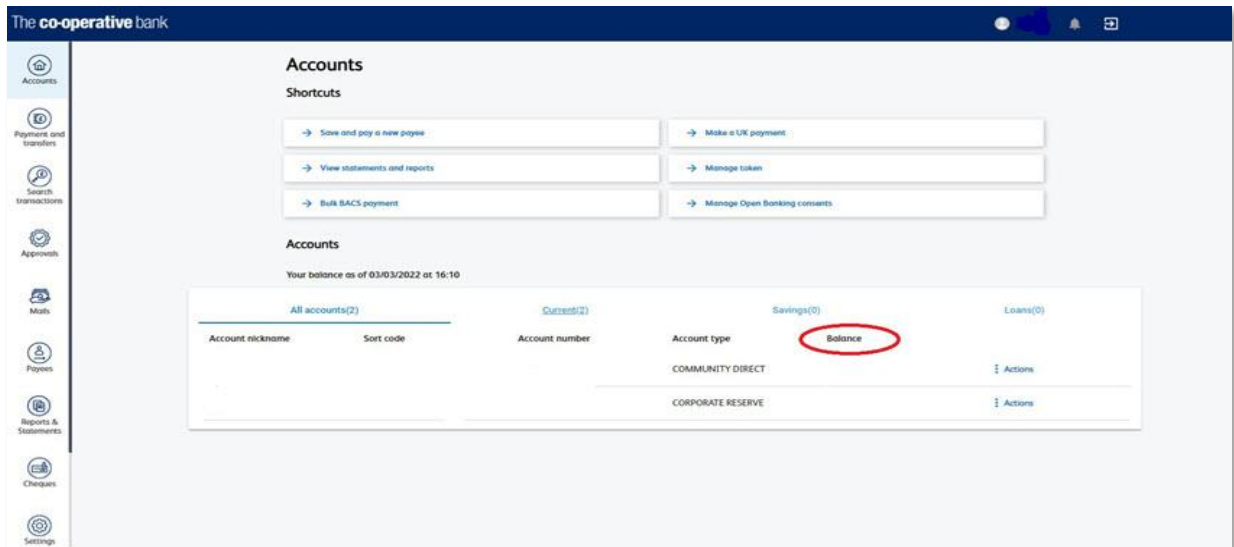 The co-operative bank
Accounts
Payment and
transfers
Search
transactions
Approvals
Mails
Payees
Reports &
Statements
Cheques
Settings
Accounts
Shortcuts
Save and pay a new payee
Make a UK payment
View statements and reports
Manage token
Bulk BACS payment
Manage Open Banking consents
Accounts
Your balance as of 03/03/2022 at 16:10
All accounts(2) Current(2) Savings(0) Loans(0)
Account nickname Sort code Account number Account type Balance
COMMUNITY DIRECT Actions
CORPORATE RESERVE Actions